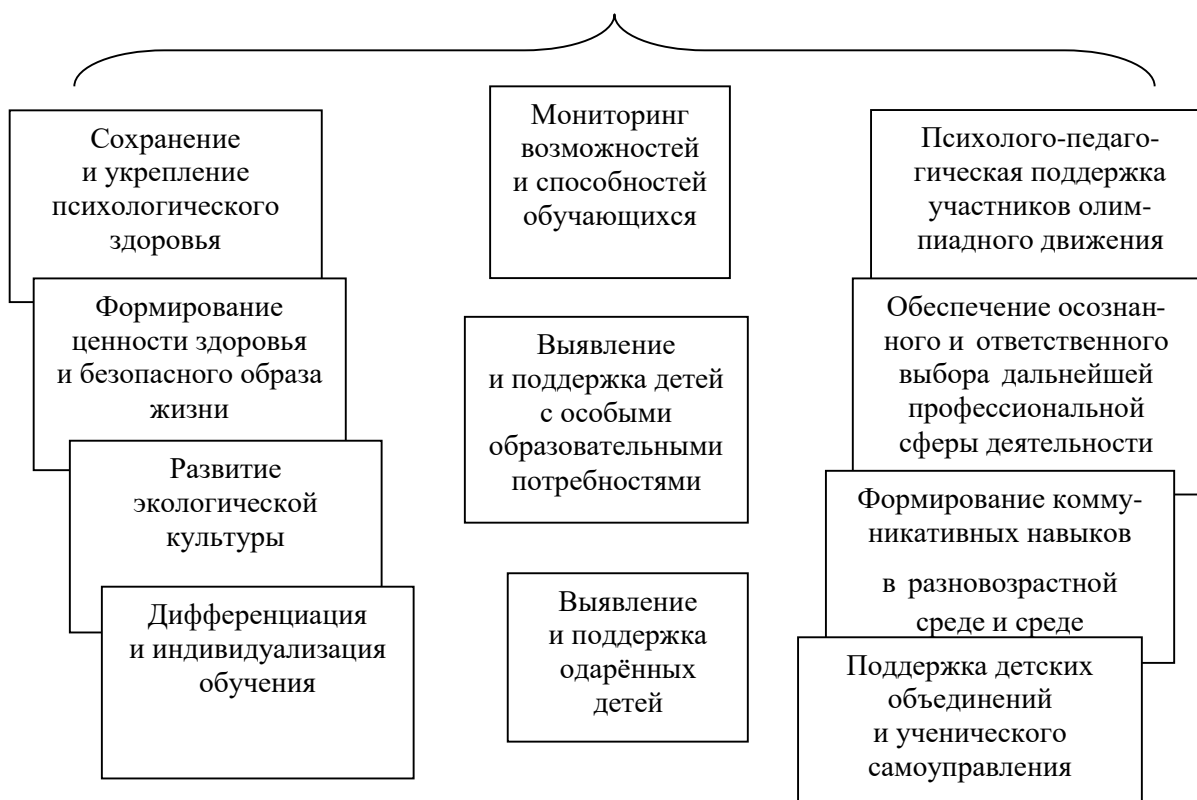 Сохранение
и укрепление
психологического
здоровья
Формирование
ценности здоровья
и безопасного образа
жизни
Развитие
экологической
культуры
Дифференциация
и индивидуализация
обучения
Мониторинг
возможностей
и способностей
обучающихся
Выявление
и поддержка детей
с особыми
образовательными
потребностями
Выявление
и поддержка
одарённых
детей
Психолого-педаго-
гическая поддержка
участников олим-
пиадного движения
Обеспечение осознан-
ного и ответственного
выбора дальнейшей
профессиональной
сферы деятельности
Формирование комму-
никативных навыков
в разновозрастной
среде и среде
Поддержка детских
объединений
и ученического
самоуправления